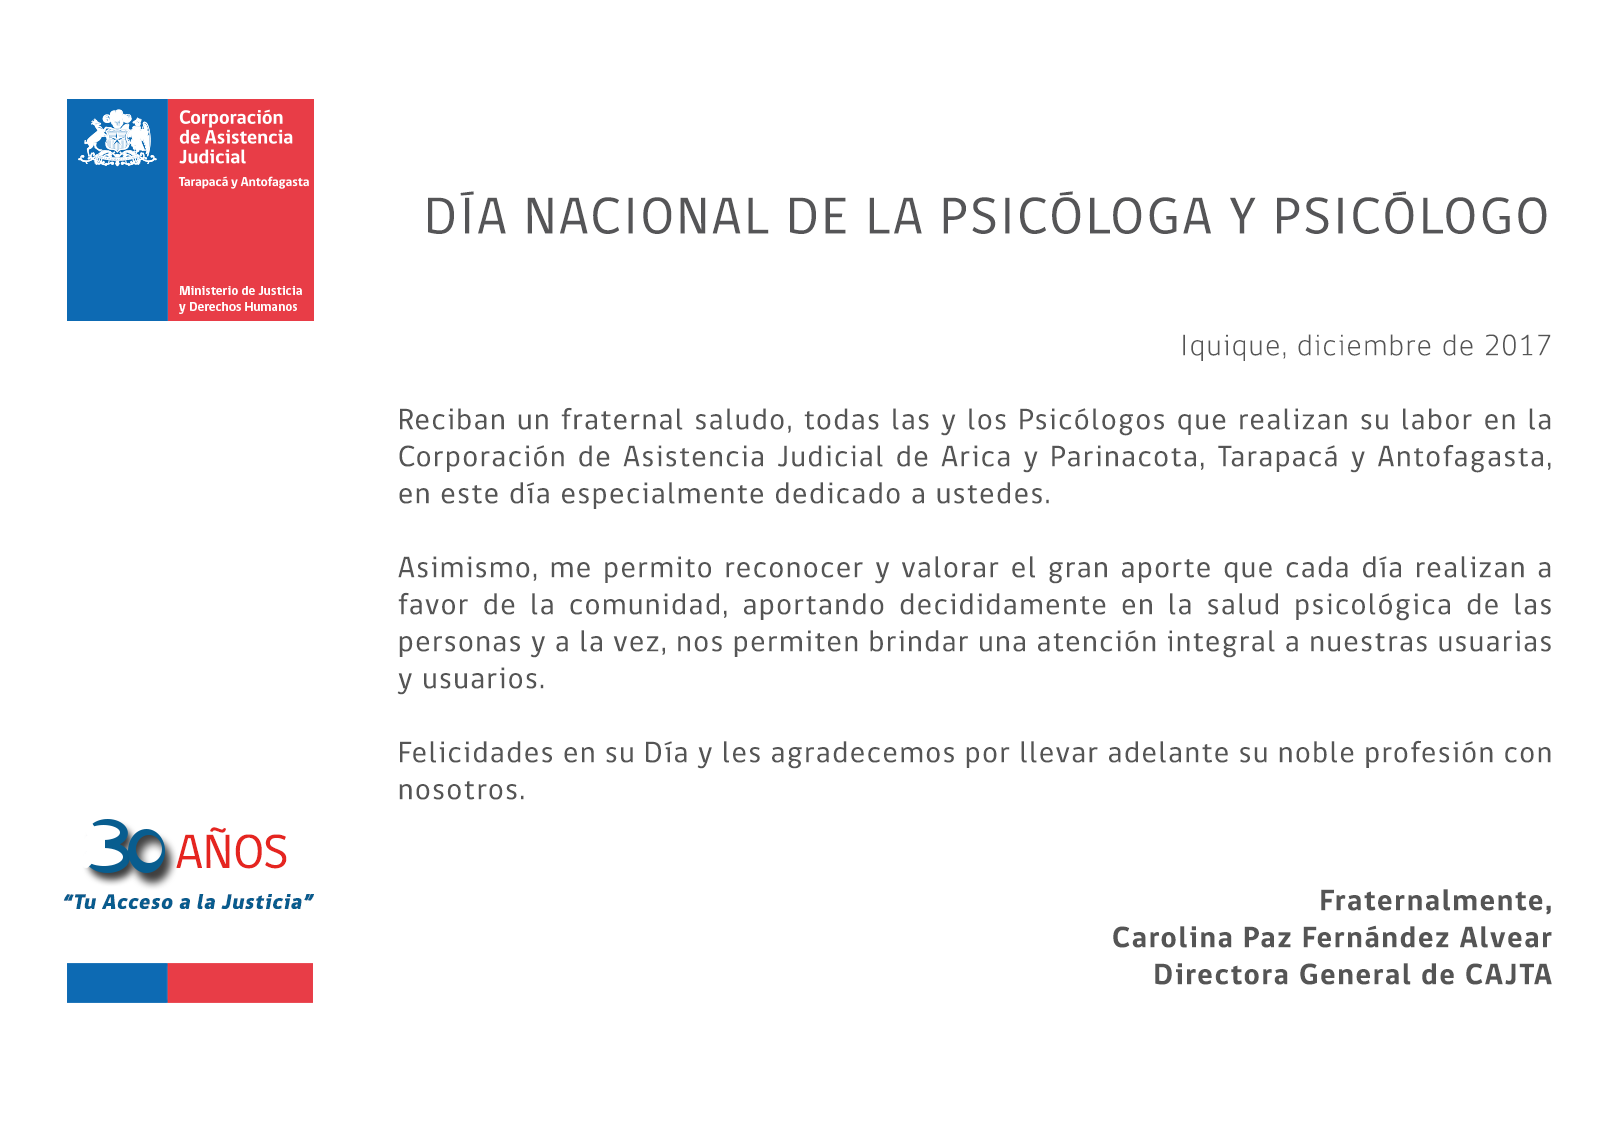 Corporación
de Asistencia
Judicial
Tarapacá y Antofagasta
Ministerio de Justicia
y Derechos Humanos
DÍA NACIONAL DE LA PSICÓLOGA Y PSICÓLOGO
Iquique, diciembre de 2017
Reciban un fraternal saludo, todas las y los Psicólogos que realizan su labor en la
Corporación de Asistencia Judicial de Arica y Parinacota, Tarapacá y Antofagasta,
en este día especialmente dedicado a ustedes.
Asimismo, me permito reconocer y valorar el gran aporte que cada día realizan a
favor de la comunidad, aportando decididamente en la salud psicológica de las
personas y a la vez, nos permiten brindar una atención integral a nuestras usuarias
y usuarios.
Felicidades en su Día y les agradecemos por llevar adelante su noble profesión con
nosotros.
30 AÑOS
“Tu Acceso a la Justicia”
Fraternalmente,
Carolina Paz Fernández Alvear
Directora General de CAJTA